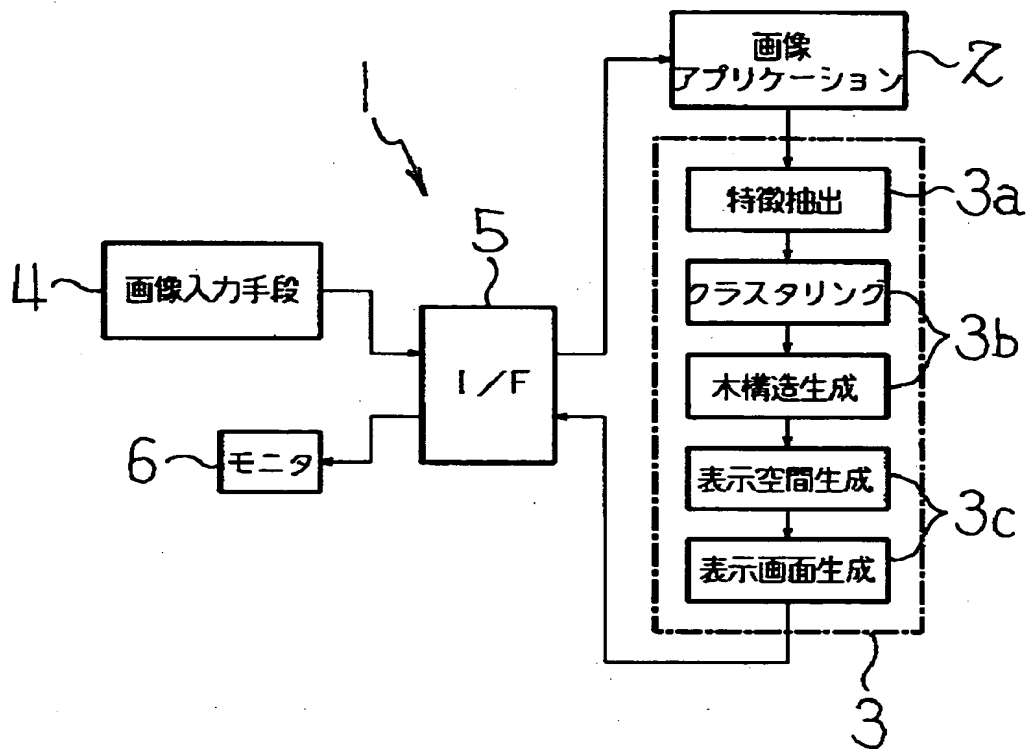 画像
アプリケーション
2
1
特徴抽出
3a
5
画像入力手段
4
クラスタリング
3b
I/F
木構造生成
6
モニタ
表示空間生成
3c
表示画面生成
3